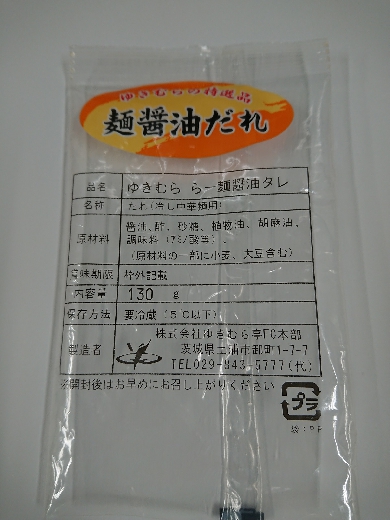 ゆきむらの特選品
麺醤油だれ
品名 ゆきむら らー麺醤油タレ
名称 たれ(冷し中華麺用)
原材料 醤油、酢、砂糖、植物油、胡麻油、
調味料(アミノ酸等)、
(原材料の一部に小麦、大豆含む)
賞味期限 枠外記載
内容量 130 g
保存方法 要冷蔵(5℃以下)
製造者 株式会社ゆきむら亭FC本部
茨城県土浦市卸町1-7-7
TEL029-843-5777(代)
※開封後はお早めにお召し上がりください
プラ
袋:PP